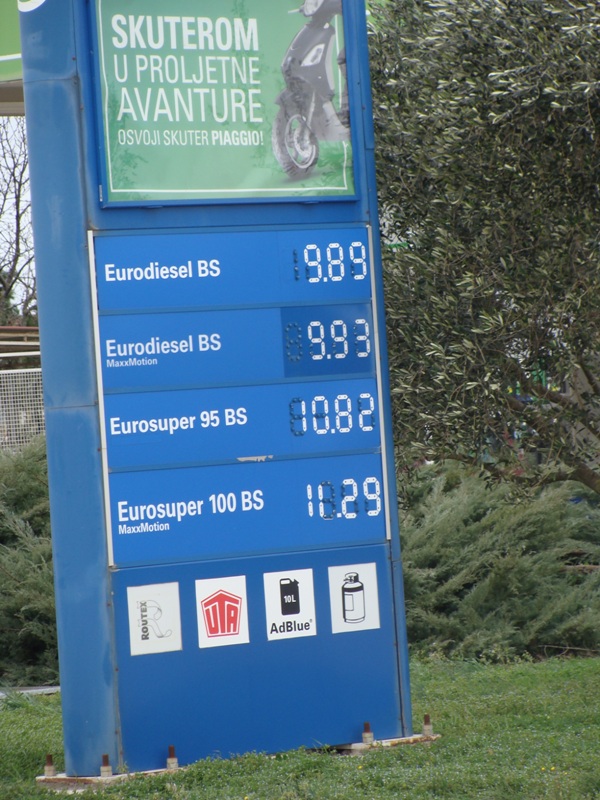 SKUTEROM
U PROLJETNE
AVANTURE
OSVOJI SKUTER PIAGGIO!
Eurodiesel BS 9.89
Eurodiesel BS 9.93
MaxxMotion
Eurosuper 95 BS 10.82
Eurosuper 100 BS 11.29
MaxxMotion
ROUTEX
UTA
10L
AdBlue®